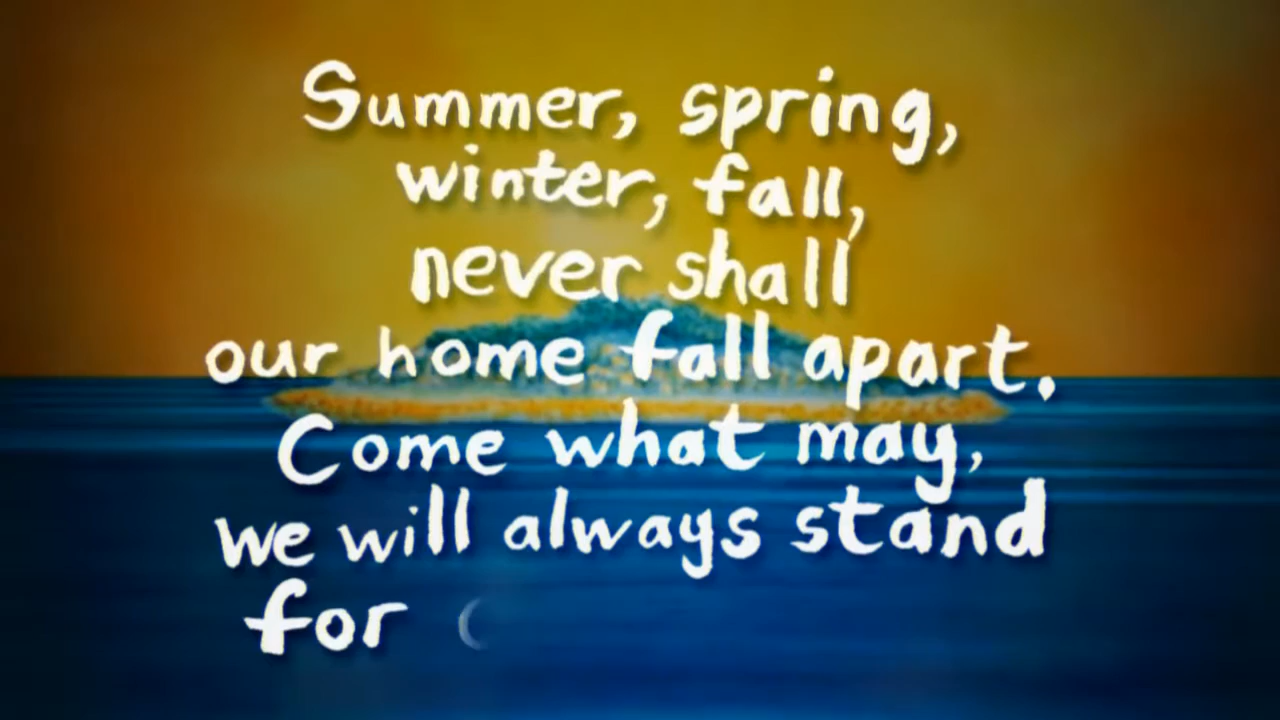 Summer, spring,
winter, fall,
never shall
our home fall apart.
Come what may,
we will always stand
for